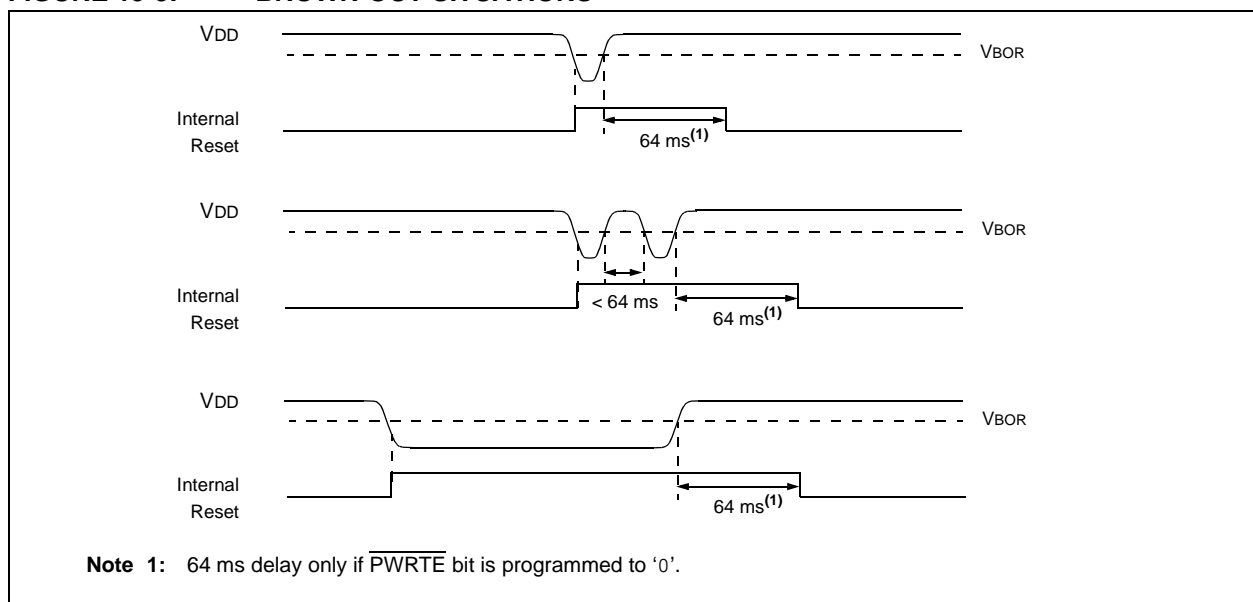 VDD
VBOR
Internal
Reset
64 ms(1)
VDD
VBOR
Internal
Reset
< 64 ms
64 ms(1)
VDD
VBOR
Internal
Reset
64 ms(1)
Note 1: 64 ms delay only if PWRTE bit is programmed to ‘0’.